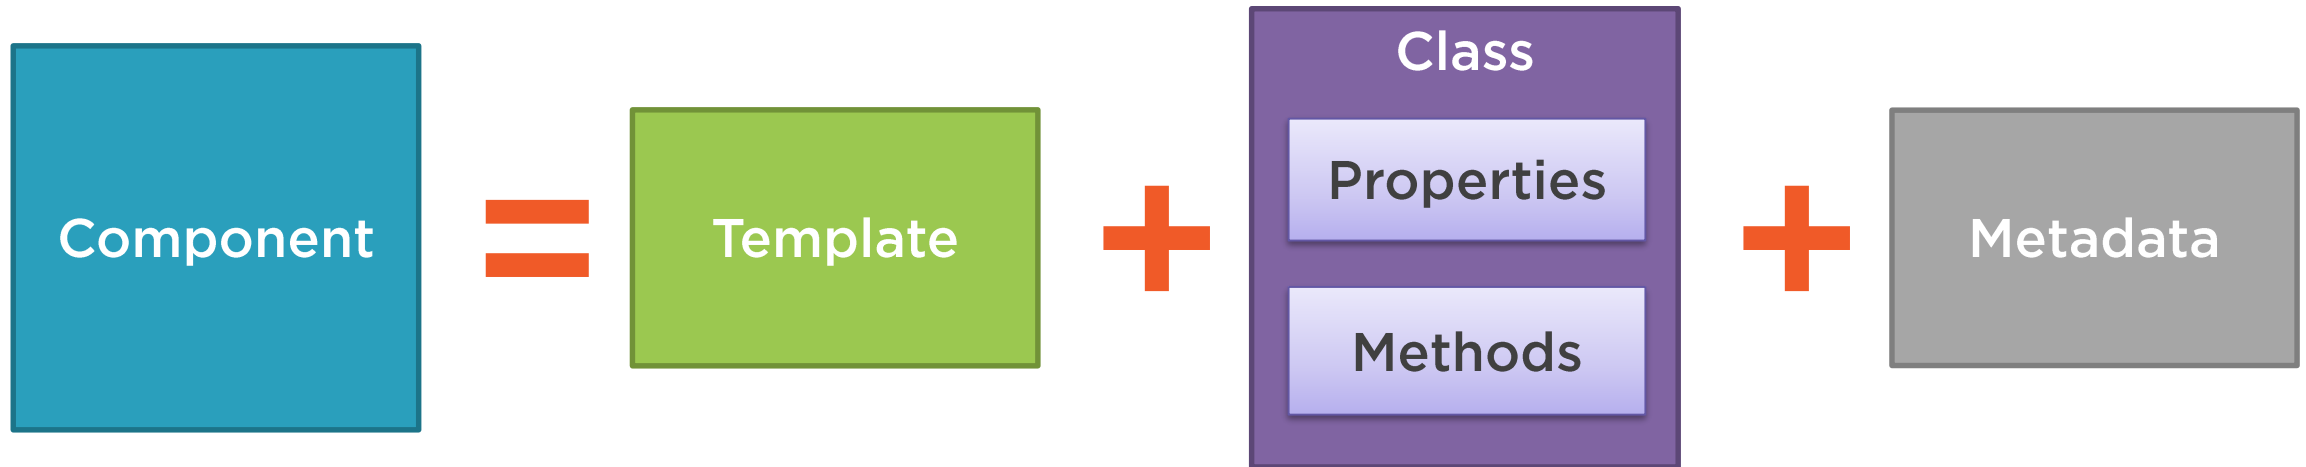 Component
=
Template
+
Class
Properties
Methods
+
Metadata